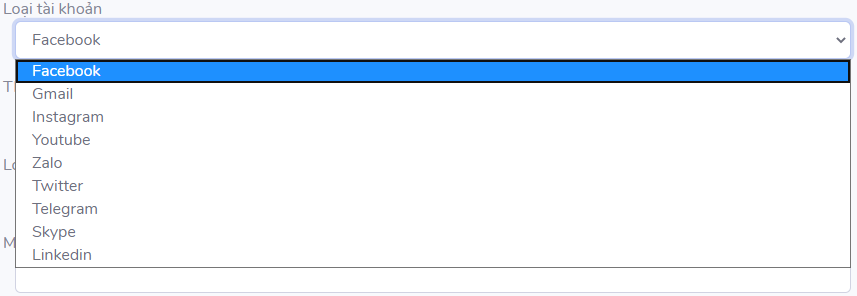 Loại tài khoản
Facebook
Facebook
Gmail
Instagram
Youtube
Zalo
Twitter
Telegram
Skype
Linkedin